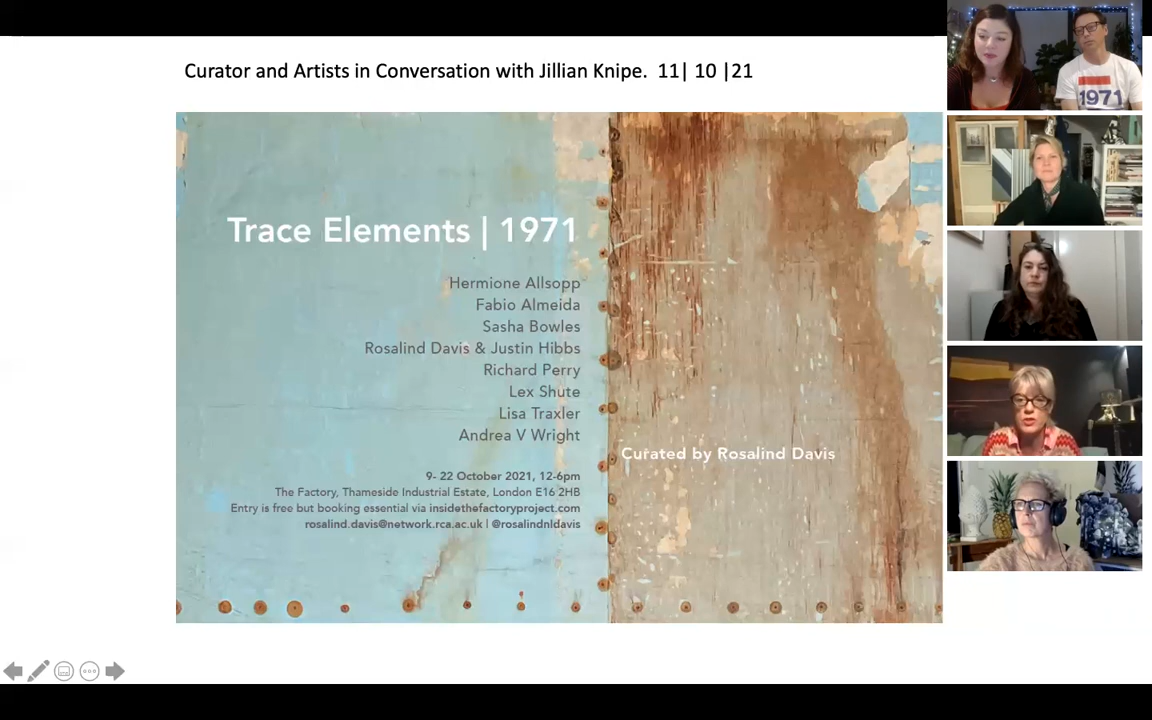 Curator and Artists in Conversation with Jillian Knipe. 11| 10 |21
Trace Elements | 1971
Hermione Allsopp
Fabio Almeida
Sasha Bowles
Rosalind Davis & Justin Hibbs
Richard Perry
Lex Shute
Lisa Traxler
Andrea V Wright
Curated by Rosalind Davis
9- 22 October 2021, 12-6pm
The Factory, Thameside Industrial Estate, London E16 2HB
Entry is free but booking essential via insidethefactoryproject.com
rosalind.davis@network.rca.ac.uk | @rosalindnldavis
1971